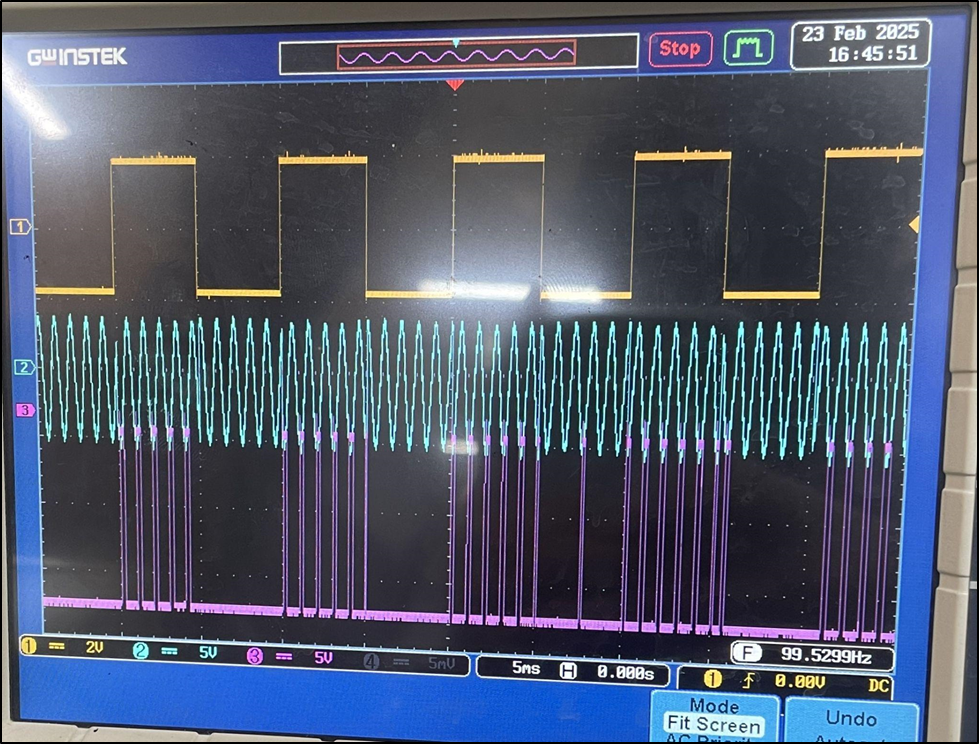 GWINSTEK
Stop
23 Feb 2025
16:45:51
1
2
3
1 2V 2 5V 3 5V 4 5mV
5ms H 0.000s
F 99.5299Hz
1 0.00V DC
Mode
Fit Screen
Undo